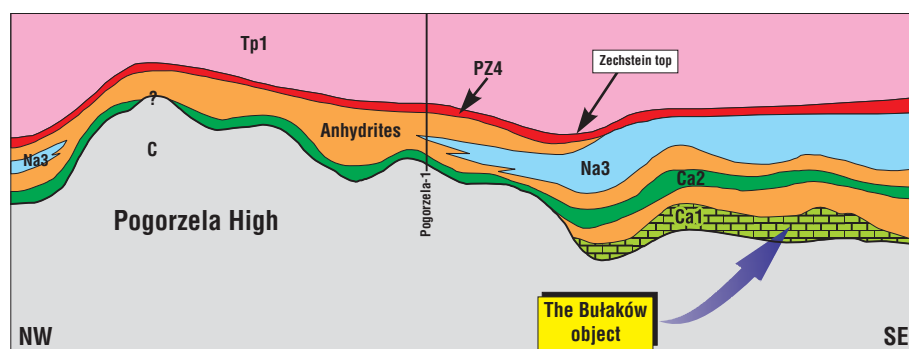 Tp1
PZ4
Zechstein top
?
Anhydrites
Na3
C
Na3
Ca2
Pogorzela-1
Ca1
Pogorzela High
The Bułaków
object
NW
SE